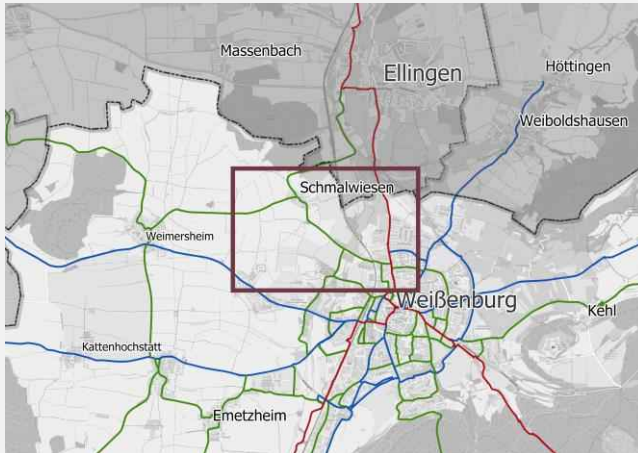 Massenbach
Ellingen
Höttingen
Weiboldshausen
Schmalwiesen
Weimersheim
Weißenburg
Kehl
Kattenhochstatt
Emetzheim